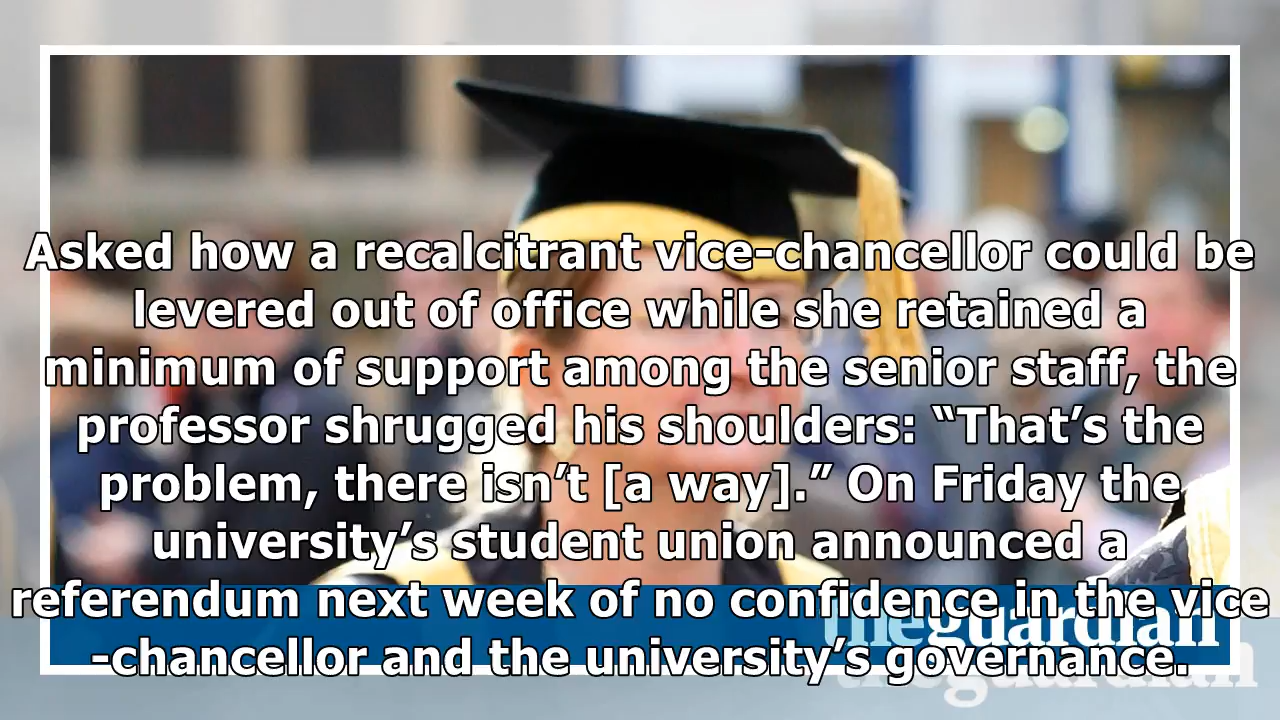 Asked how a recalcitrant vice-chancellor could be
levered out of office while she retained a
minimum of support among the senior staff, the
professor shrugged his shoulders: “That’s the
problem, there isn’t [a way].” On Friday the
university’s student union announced a
referendum next week of no confidence in the vice
-chancellor and the university’s governance.
theguardian
theguardian